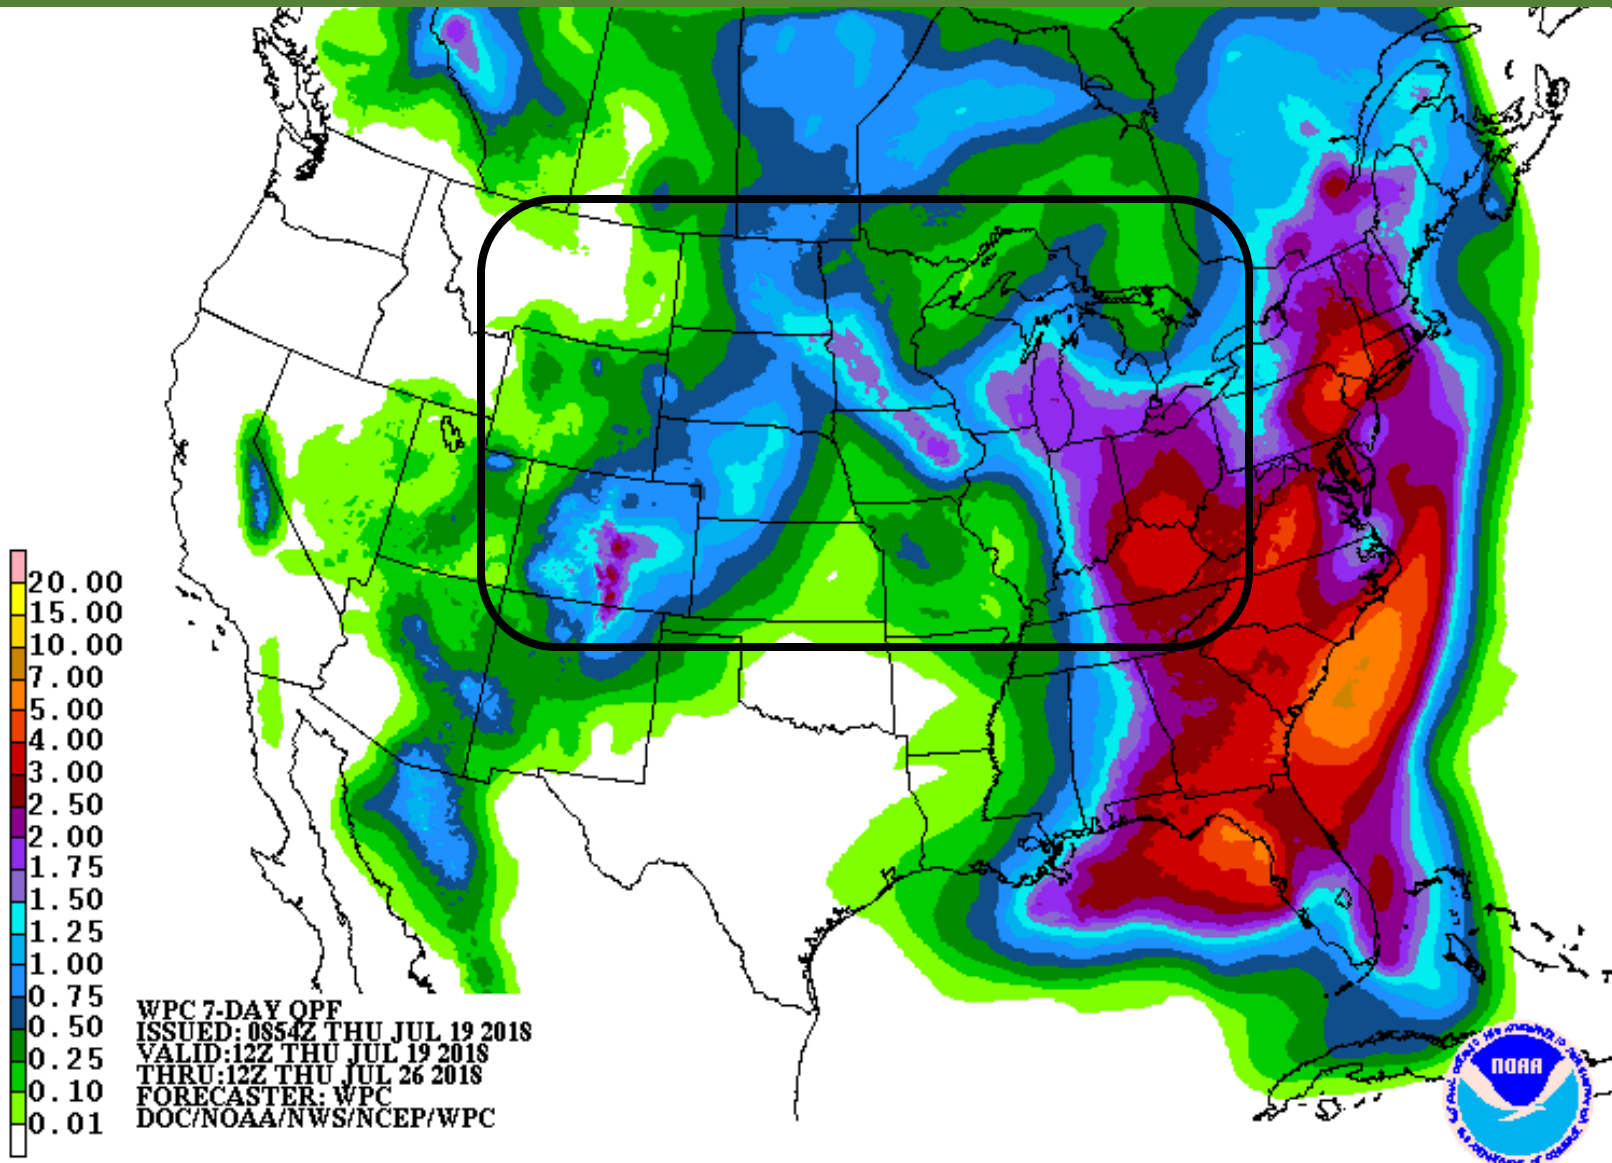 20.00
15.00
10.00
7.00
5.00
4.00
3.00
2.50
2.00
1.75
1.50
1.25
1.00
0.75
0.50
0.25
0.10
0.01
WPC 7-DAY QPF
ISSUED: 0854Z THU JUL 19 2018
VALID:12Z THU JUL 19 2018
THRU:12Z THU JUL 26 2018
FORECASTER: WPC
DOC/NOAA/NWS/NCEP/WPC
NOAA